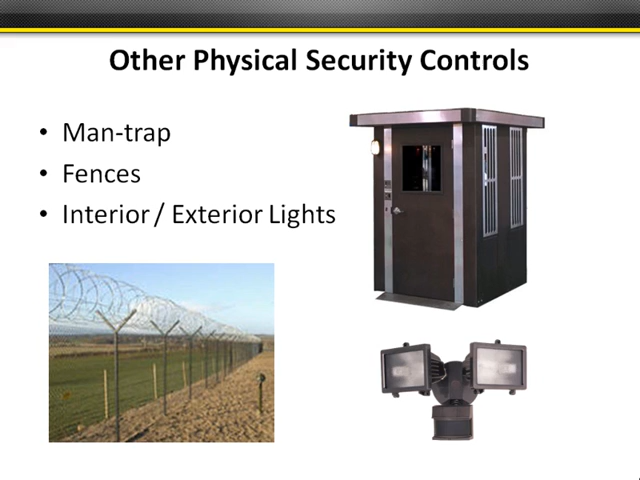 Other Physical Security Controls
• Man-trap
• Fences
• Interior / Exterior Lights